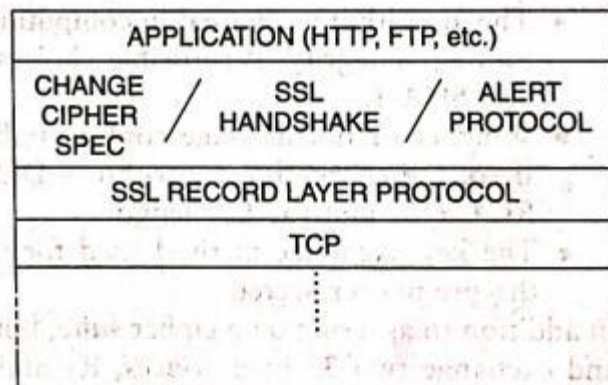 APPLICATION (HTTP, FTP, etc.)
CHANGE CIPHER SPEC / SSL HANDSHAKE / ALERT PROTOCOL
SSL RECORD LAYER PROTOCOL
TCP